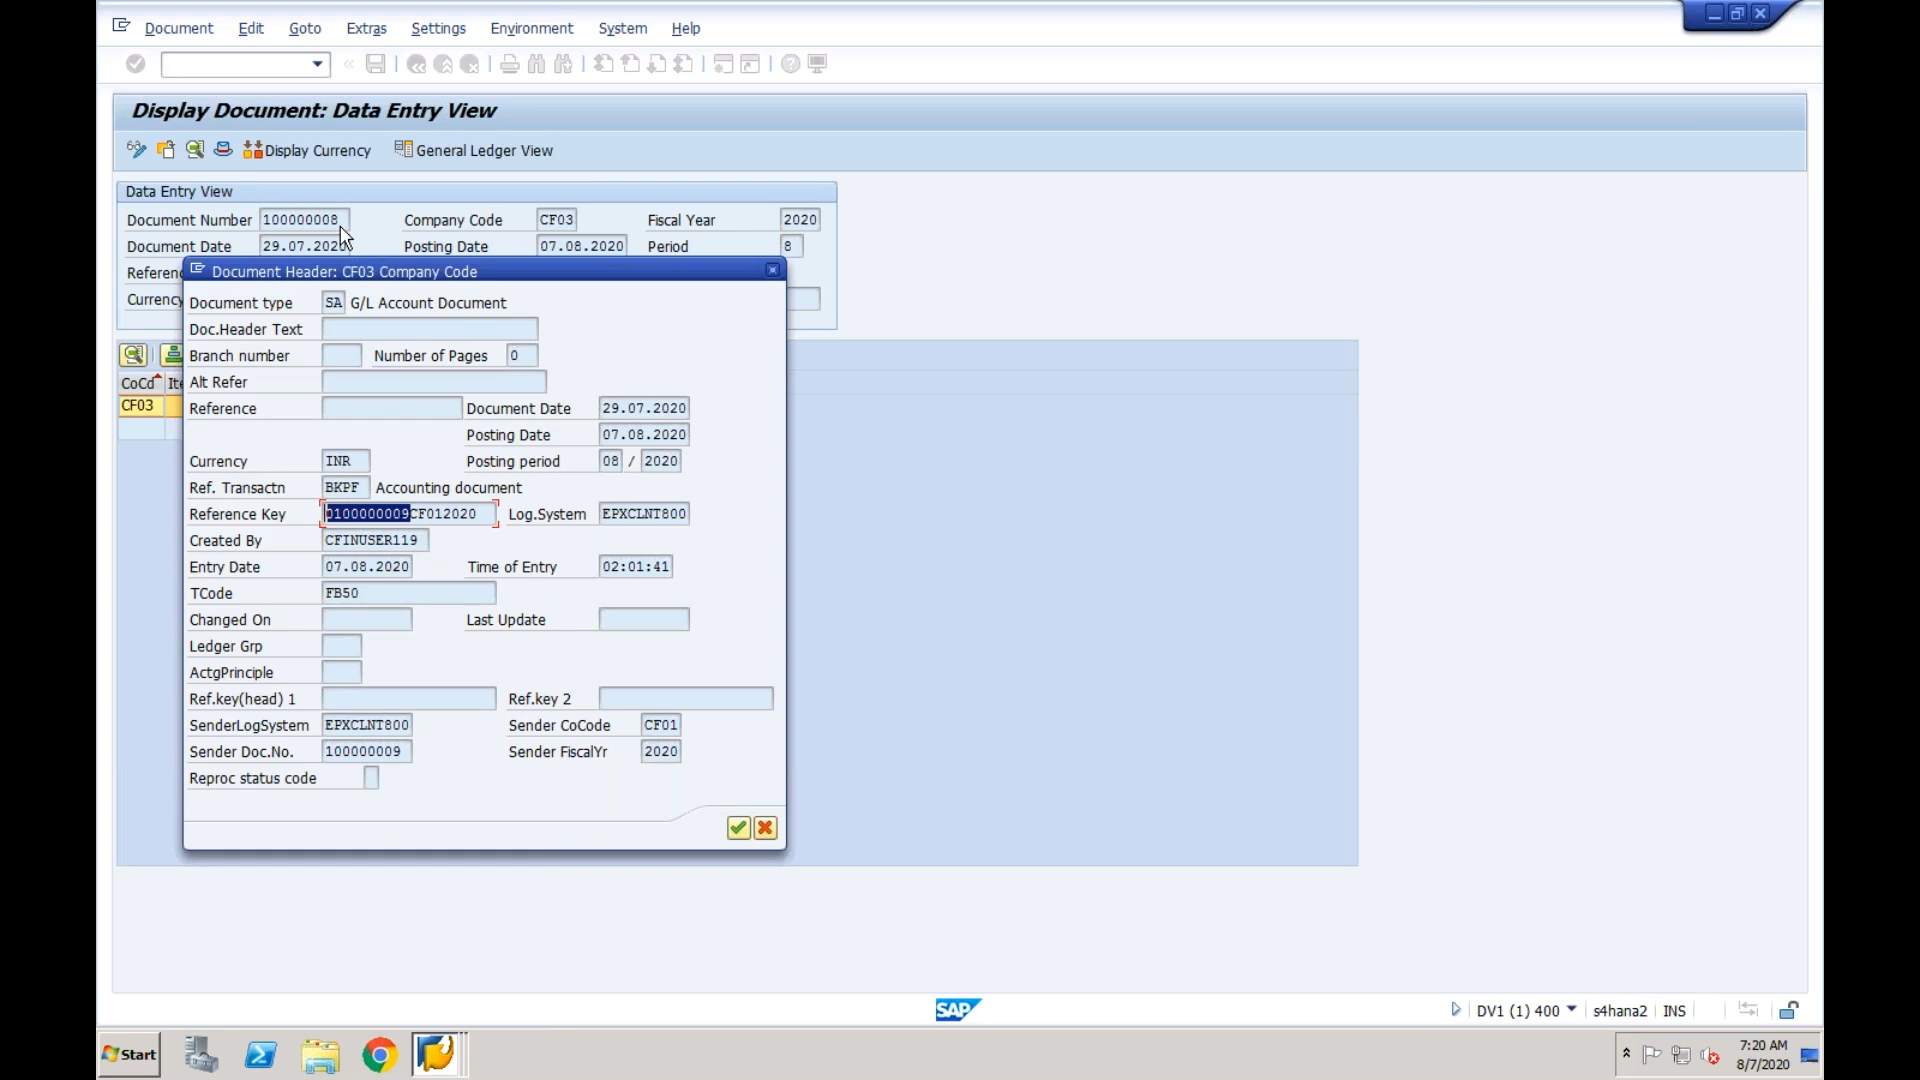 Document Edit Goto Extras Settings Environment System Help
Display Document: Data Entry View
Display Currency General Ledger View
Data Entry View
Document Number 100000008 Company Code CF03 Fiscal Year 2020
Document Date 29.07.2020 Posting Date 07.08.2020 Period 8
Referenc
Currency
Document Header: CF03 Company Code
Document type SA G/L Account Document
Doc.Header Text
Branch number Number of Pages 0
Alt Refer
Reference Document Date 29.07.2020
Posting Date 07.08.2020
Currency INR Posting period 08 / 2020
Ref. Transactn BKPF Accounting document
Reference Key 0100000009CF012020 Log.System EPXCLNT800
Created By CFINUSER119
Entry Date 07.08.2020 Time of Entry 02:01:41
TCode FB50
Changed On Last Update
Ledger Grp
ActgPrinciple
Ref.key(head) 1 Ref.key 2
SenderLogSystem EPXCLNT800 Sender CoCode CF01
Sender Doc.No. 100000009 Sender FiscalYr 2020
Reproc status code
CoCd Ite
CF03
SAP
DV1 (1) 400 s4hana2 INS
Start
7:20 AM
8/7/2020